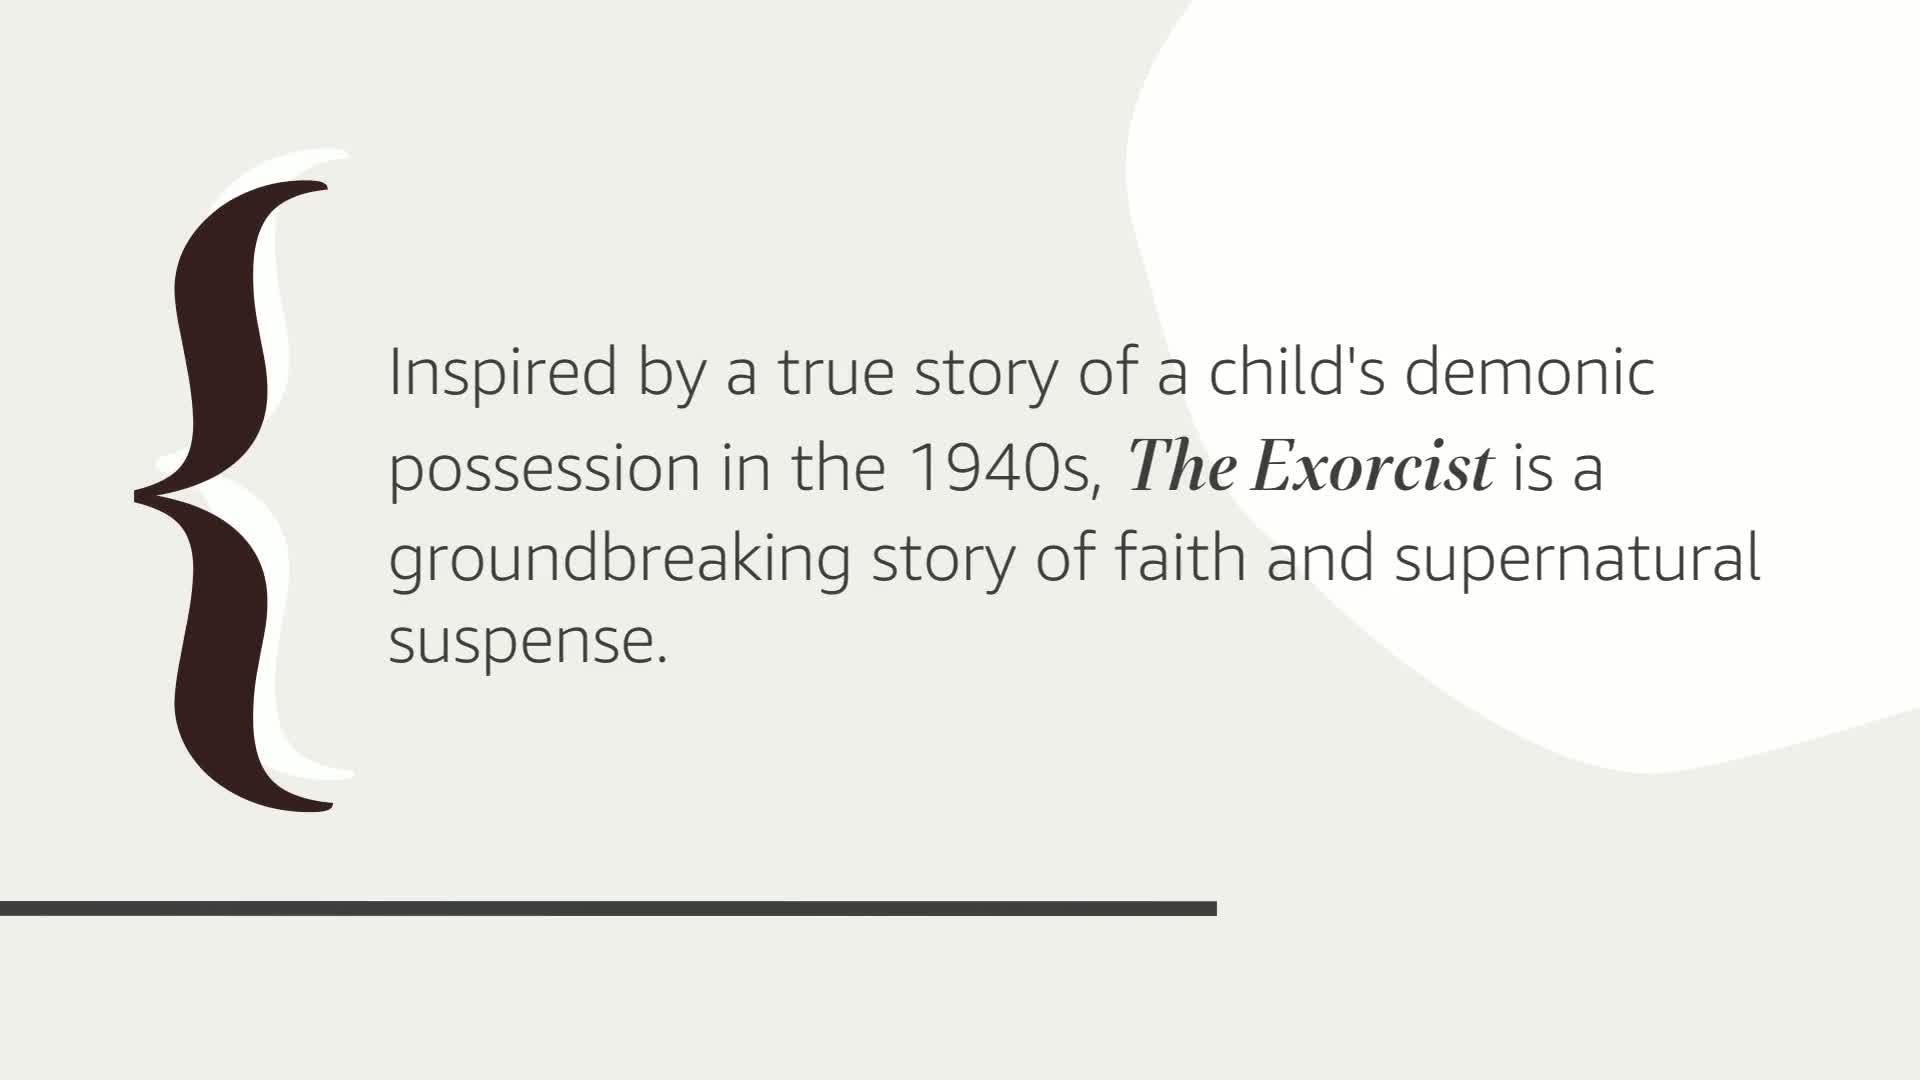 Inspired by a true story of a child's demonic
possession in the 1940s, The Exorcist is a
groundbreaking story of faith and supernatural
suspense.